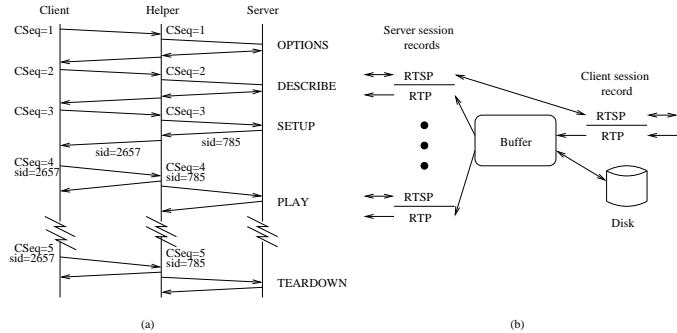 Client
Helper
Server
CSeq=1
CSeq=1
OPTIONS
CSeq=2
CSeq=2
DESCRIBE
CSeq=3
CSeq=3
SETUP
sid=785
sid=2657
CSeq=4
sid=2657
CSeq=4
sid=785
PLAY
CSeq=5
sid=2657
CSeq=5
sid=785
TEARDOWN
(a)
Server session
records
RTSP
RTP
Client session
record
RTSP
RTP
Buffer
RTSP
RTP
Disk
(b)